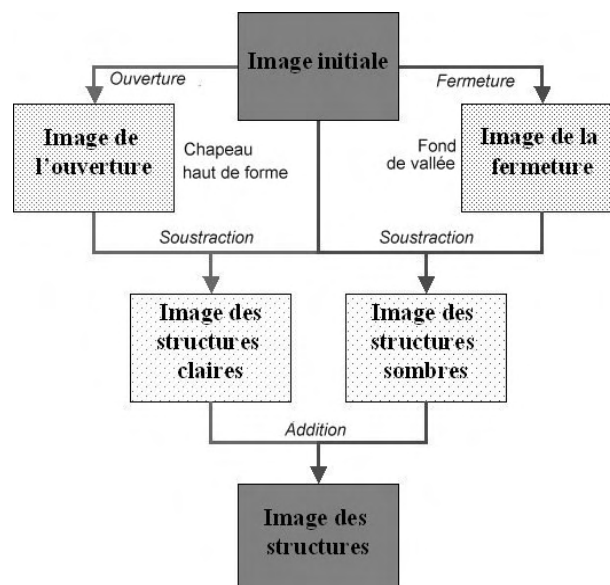 Image initiale
Ouverture
Fermeture
Image de
l'ouverture
Chapeau
haut de forme
Fond
de vallée
Image de la
fermeture
Soustraction
Soustraction
Image des
structures
claires
Image des
structures
sombres
Addition
Image des
structures